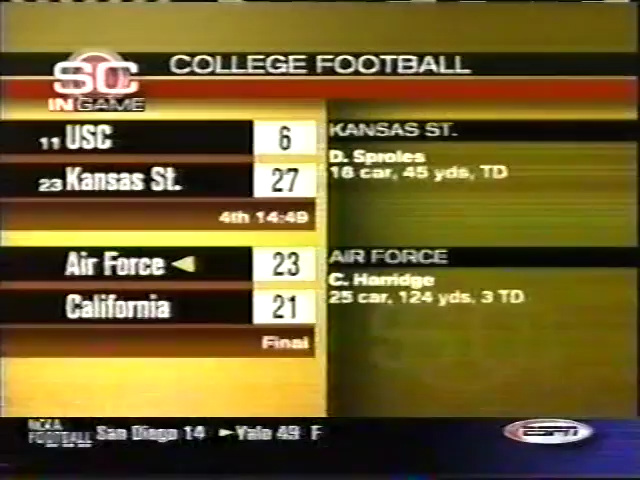 SC
IN GAME
COLLEGE FOOTBALL
11 USC 6
23 Kansas St. 27
4th 14:49
KANSAS ST.
D. Sproles
18 car, 45 yds, TD
Air Force 23
California 21
Final
AIR FORCE
C. Harridge
25 car, 124 yds, 3 TD
NCAA
FOOTBALL
San Diego 14 Yale 49 F
ESPN